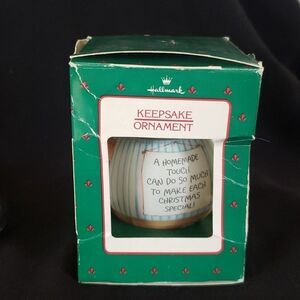 Hallmark
KEEPSAKE
ORNAMENT
A HOMEMADE
TOUCH
CAN DO SO MUCH
TO MAKE EACH
CHRISTMAS
SPECIAL!